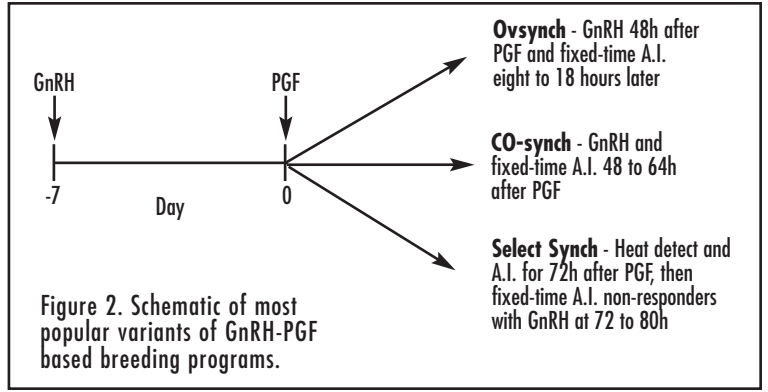 GnRH
PGF
-7
Day
0
Ovsynch - GnRH 48h after
PGF and fixed-time A.I.
eight to 18 hours later
CO-synch - GnRH and
fixed-time A.I. 48 to 64h
after PGF
Select Synch - Heat detect and
A.I. for 72h after PGF, then
fixed-time A.I. non-responders
with GnRH at 72 to 80h
Figure 2. Schematic of most
popular variants of GnRH-PGF
based breeding programs.